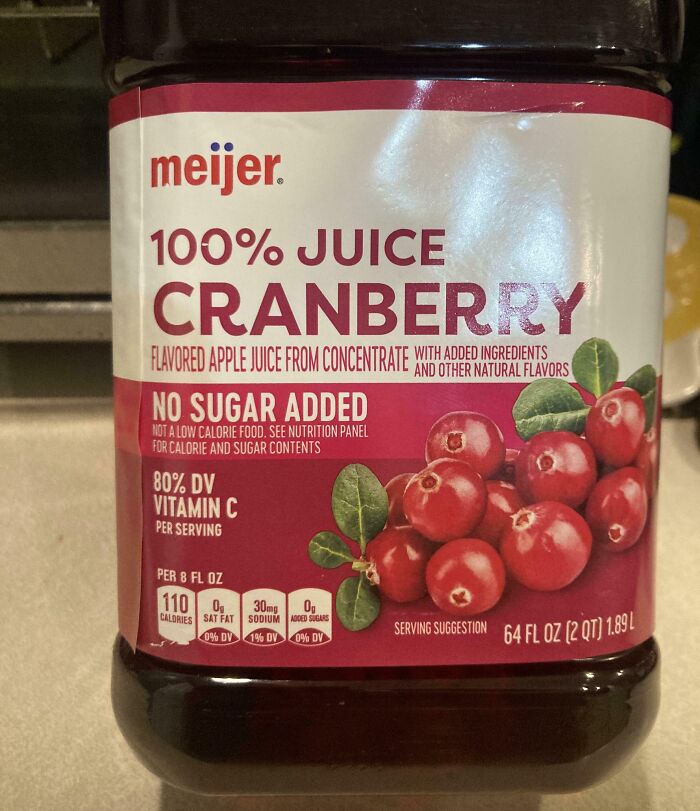 meijer®
100% JUICE
CRANBERRY
FLAVORED APPLE JUICE FROM CONCENTRATE WITH ADDED INGREDIENTS
AND OTHER NATURAL FLAVORS
NO SUGAR ADDED
NOT A LOW CALORIE FOOD. SEE NUTRITION PANEL
FOR CALORIE AND SUGAR CONTENTS
80% DV
VITAMIN C
PER SERVING
PER 8 FL OZ
110
CALORIES
0g
SAT FAT
0% DV
30mg
SODIUM
1% DV
0g
ADDED SUGARS
0% DV
SERVING SUGGESTION
64 FL OZ (2 QT) 1.89 L